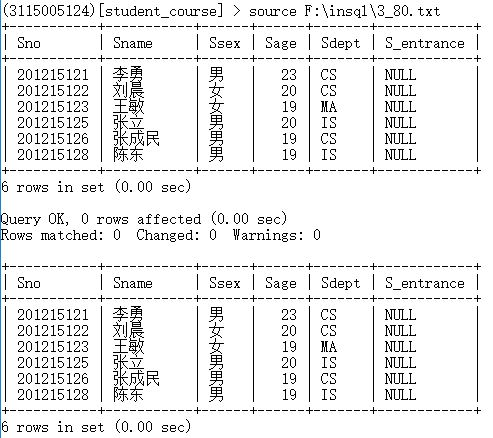 (3115005124)[student_course] > source F:\insql\3_80.txt
+-----------+--------+------+------+-------+------------+
| Sno | Sname | Ssex | Sage | Sdept | S_entrance |
+-----------+--------+------+------+-------+------------+
| 201215121 | 李勇 | 男 | 23 | CS | NULL |
| 201215122 | 刘晨 | 女 | 20 | CS | NULL |
| 201215123 | 王敏 | 女 | 19 | MA | NULL |
| 201215125 | 张立 | 男 | 20 | IS | NULL |
| 201215126 | 张成民 | 男 | 19 | CS | NULL |
| 201215128 | 陈东 | 男 | 19 | IS | NULL |
+-----------+--------+------+------+-------+------------+
6 rows in set (0.00 sec)
Query OK, 0 rows affected (0.00 sec)
Rows matched: 0 Changed: 0 Warnings: 0
+-----------+--------+------+------+-------+------------+
| Sno | Sname | Ssex | Sage | Sdept | S_entrance |
+-----------+--------+------+------+-------+------------+
| 201215121 | 李勇 | 男 | 23 | CS | NULL |
| 201215122 | 刘晨 | 女 | 20 | CS | NULL |
| 201215123 | 王敏 | 女 | 19 | MA | NULL |
| 201215125 | 张立 | 男 | 20 | IS | NULL |
| 201215126 | 张成民 | 男 | 19 | CS | NULL |
| 201215128 | 陈东 | 男 | 19 | IS | NULL |
+-----------+--------+------+------+-------+------------+
6 rows in set (0.00 sec)